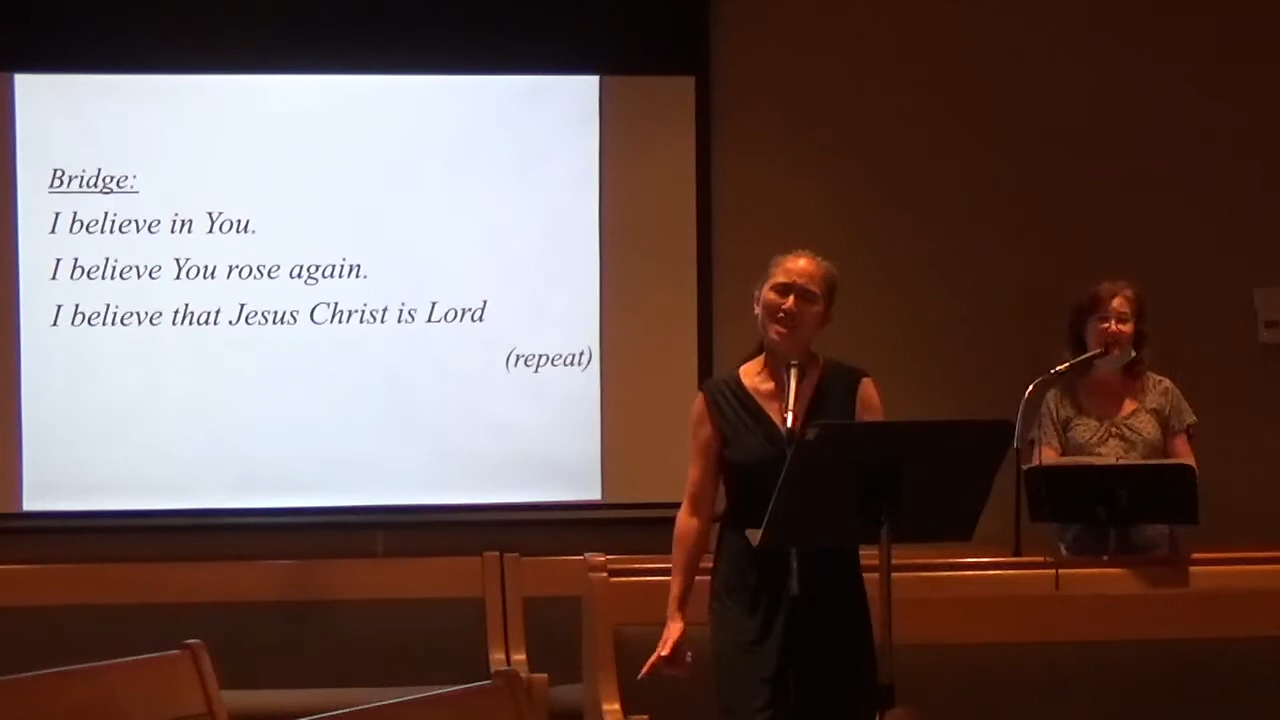 Bridge:
I believe in You.
I believe You rose again.
I believe that Jesus Christ is Lord
(repeat)